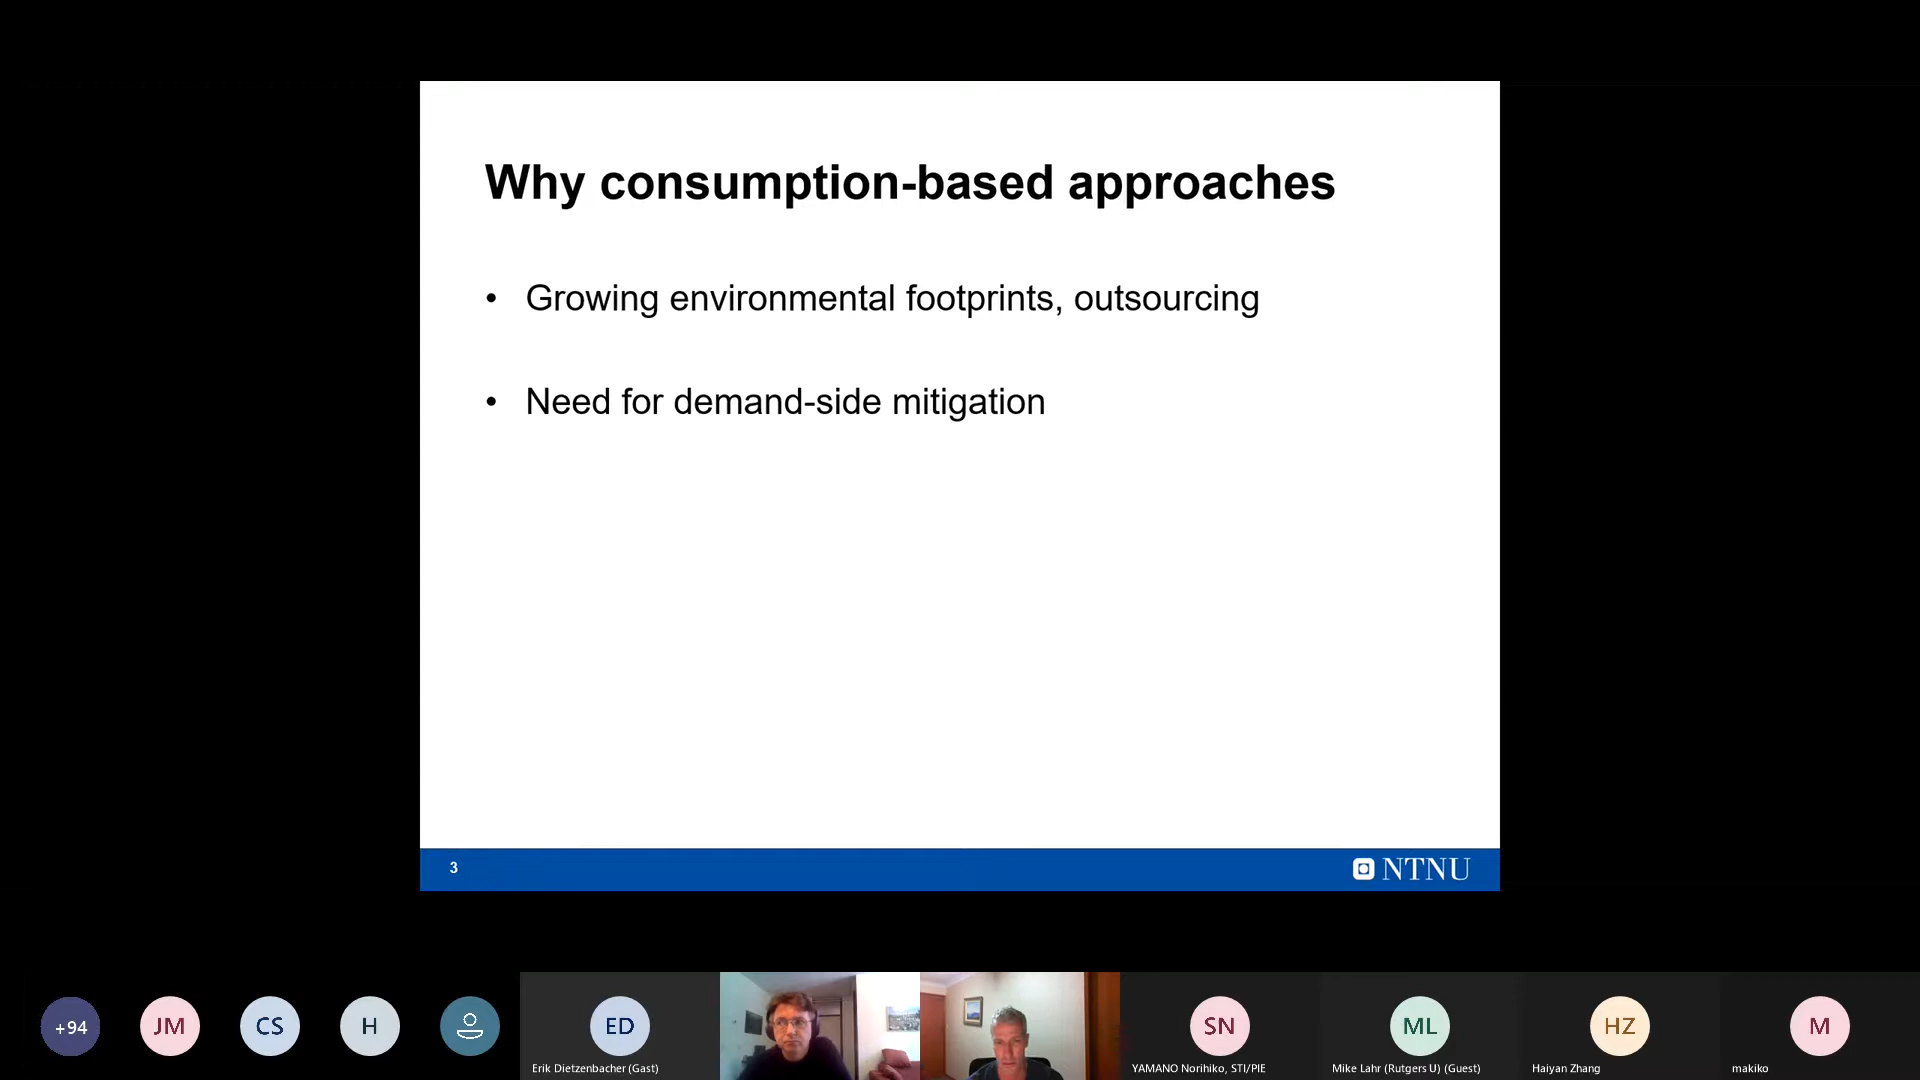 Why consumption-based approaches
• Growing environmental footprints, outsourcing
• Need for demand-side mitigation
3
NTNU
+94
JM
CS
H
ED
Erik Dietzenbacher (Gast)
SN
YAMANO Norihiko, STI/PIE
ML
Mike Lahr (Rutgers U) (Guest)
HZ
Haiyan Zhang
M
makiko